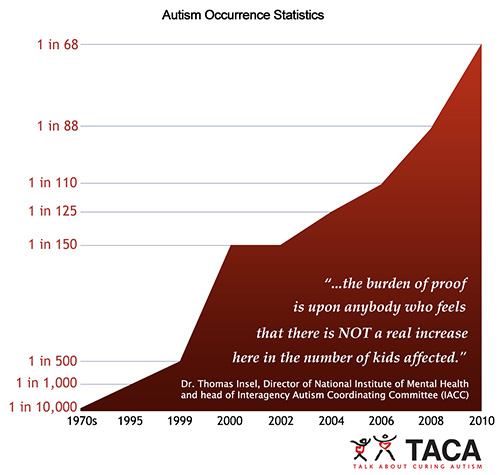 Autism Occurrence Statistics
1 in 68
1 in 88
1 in 110
1 in 125
1 in 150
1 in 500
1 in 1,000
1 in 10,000
“...the burden of proof
is upon anybody who feels
that there is NOT a real increase
here in the number of kids affected.”
Dr. Thomas Insel, Director of National Institute of Mental Health
and head of Interagency Autism Coordinating Committee (IACC)
1970s 1995 1999 2000 2002 2004 2006 2008 2010
TACA
TALK ABOUT CURING AUTISM